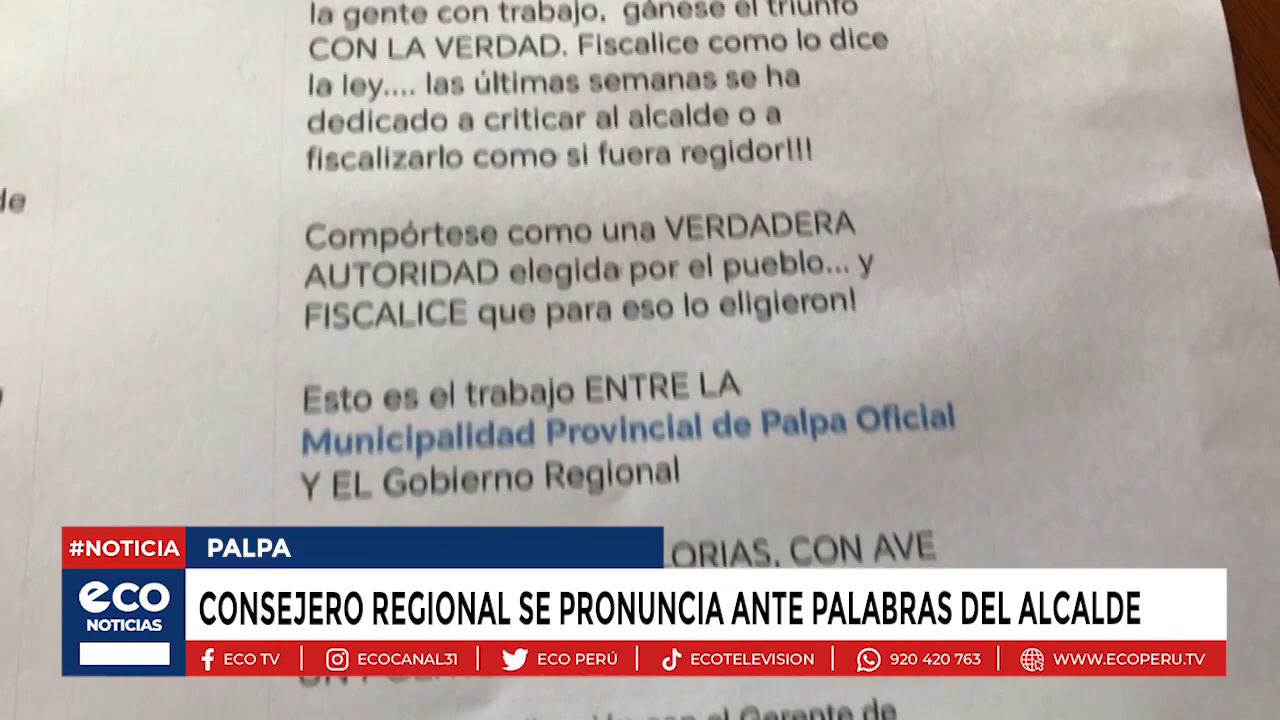 la gente con trabajo, gánese el triunfo
CON LA VERDAD. Fiscalice como lo dice
la ley.... las últimas semanas se ha
dedicado a criticar al alcalde o a
fiscalizarlo como si fuera regidor!!!
de
Compórtese como una VERDADERA
AUTORIDAD elegida por el pueblo... y
FISCALICE que para eso lo eligieron!
Esto es el trabajo ENTRE LA
Municipalidad Provincial de Palpa Oficial
Y EL Gobierno Regional
ORIAS, CON AVE
#NOTICIA PALPA
eco
NOTICIAS
CONSEJERO REGIONAL SE PRONUNCIA ANTE PALABRAS DEL ALCALDE
ECO TV | ECOCANAL31 | ECO PERÚ | ECOTELEVISION | 920 420 763 | WWW.ECOPERU.TV
con el Gerente de